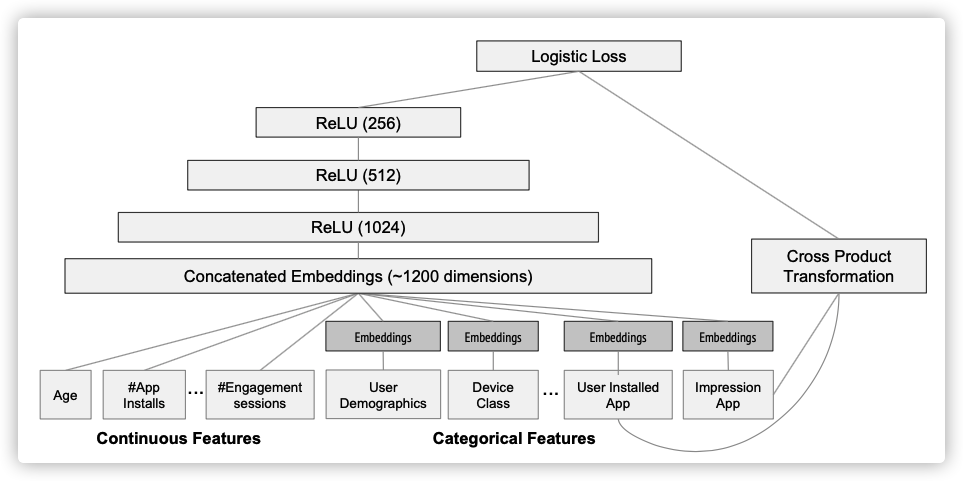 Logistic Loss
ReLU (256)
ReLU (512)
ReLU (1024)
Cross Product
Transformation
Concatenated Embeddings (~1200 dimensions)
Embeddings
Embeddings
Embeddings
Embeddings
Age
#App
Installs
...
#Engagement
sessions
User
Demographics
Device
Class
...
User Installed
App
Impression
App
Continuous Features
Categorical Features